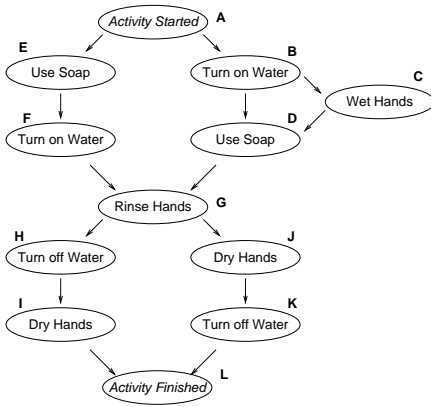 Activity Started
A
E
B
Use Soap
Turn on Water
C
Wet Hands
F
D
Turn on Water
Use Soap
Rinse Hands
G
H
J
Turn off Water
Dry Hands
I
K
Dry Hands
Turn off Water
Activity Finished
L